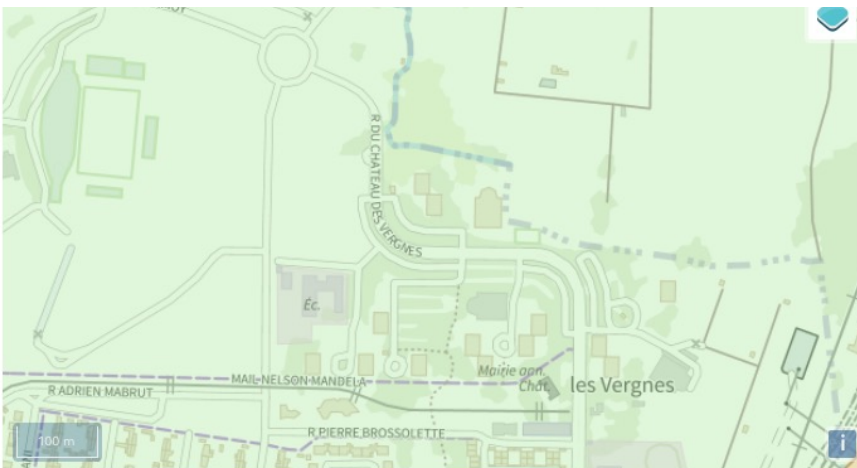 R DU CHATEAU DES VERGNES
Éc.
Mairie ann.
Chât.
les Vergnes
MAIL NELSON MANDELA
R ADRIEN MABRUT
R PIERRE BROSSOLETTE
100 m
i